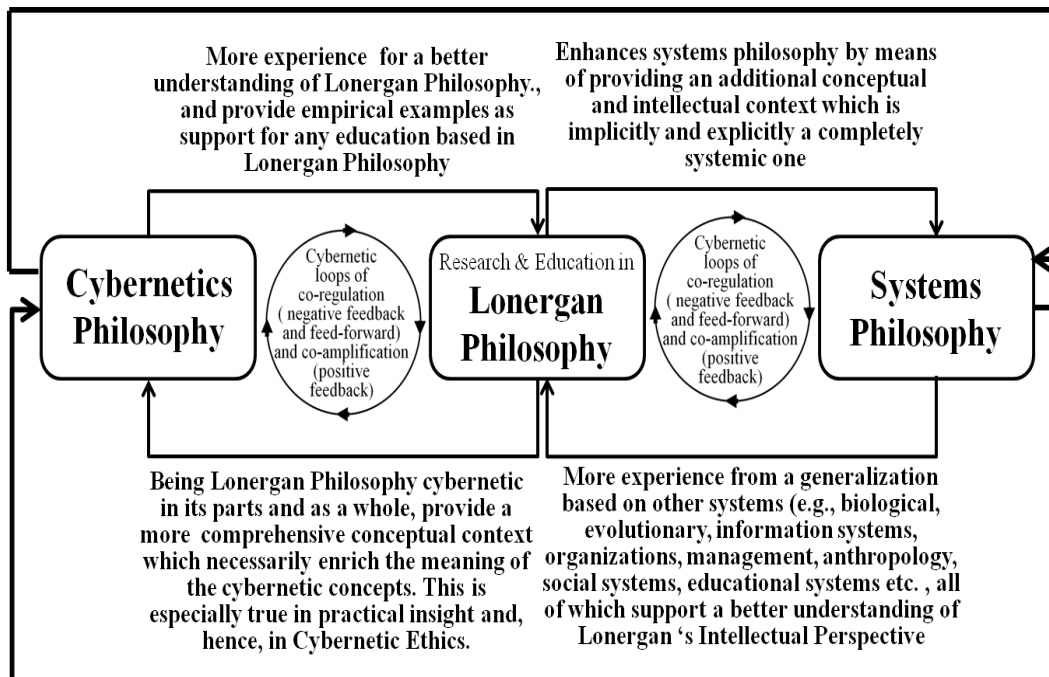 More experience  for a better
understanding of Lonergan Philosophy.,
and provide empirical examples as
support for any education based in
Lonergan Philosophy
Enhances systems philosophy by means
of providing an additional conceptual
and intellectual context which is
implicitly and explicitly a completely
systemic one
Cybernetics
Philosophy
Cybernetic
loops of
co-regulation
( negative feedback
and feed-forward)
and co-amplification
(positive
feedback)
Research & Education in
Lonergan
Philosophy
Cybernetic
loops of
co-regulation
( negative feedback
and feed-forward)
and co-amplification
(positive
feedback)
Systems
Philosophy
Being Lonergan Philosophy cybernetic
in its parts and as a whole, provide a
more  comprehensive conceptual context
which necessarily enrich the meaning of
the cybernetic concepts. This is
especially true in practical insight and,
hence, in Cybernetic Ethics.
More experience from a generalization
based on other systems (e.g., biological,
evolutionary, information systems,
organizations, management, anthropology,
social systems, educational systems etc. , all
of which support a better understanding of
Lonergan ‘s Intellectual Perspective